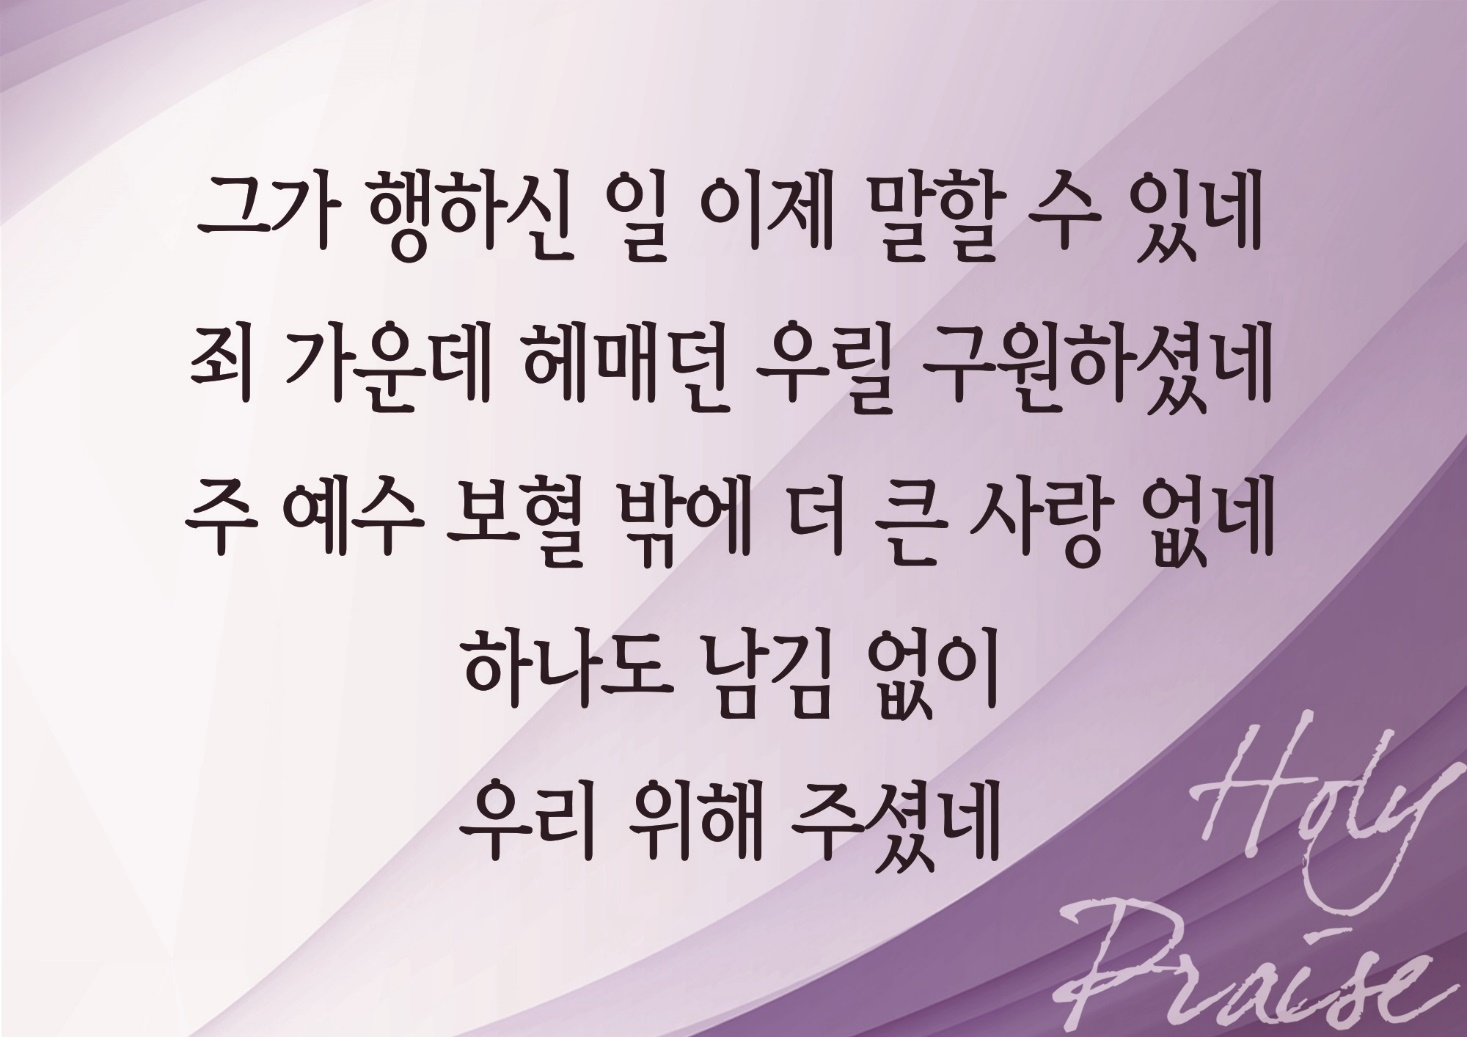 그가 행하신 일 이제 말할 수 있네
죄 가운데 헤매던 우릴 구원하셨네
주 예수 보혈 밖에 더 큰 사랑 없네
하나도 남김 없이
우리 위해 주셨네
Holy
Praise